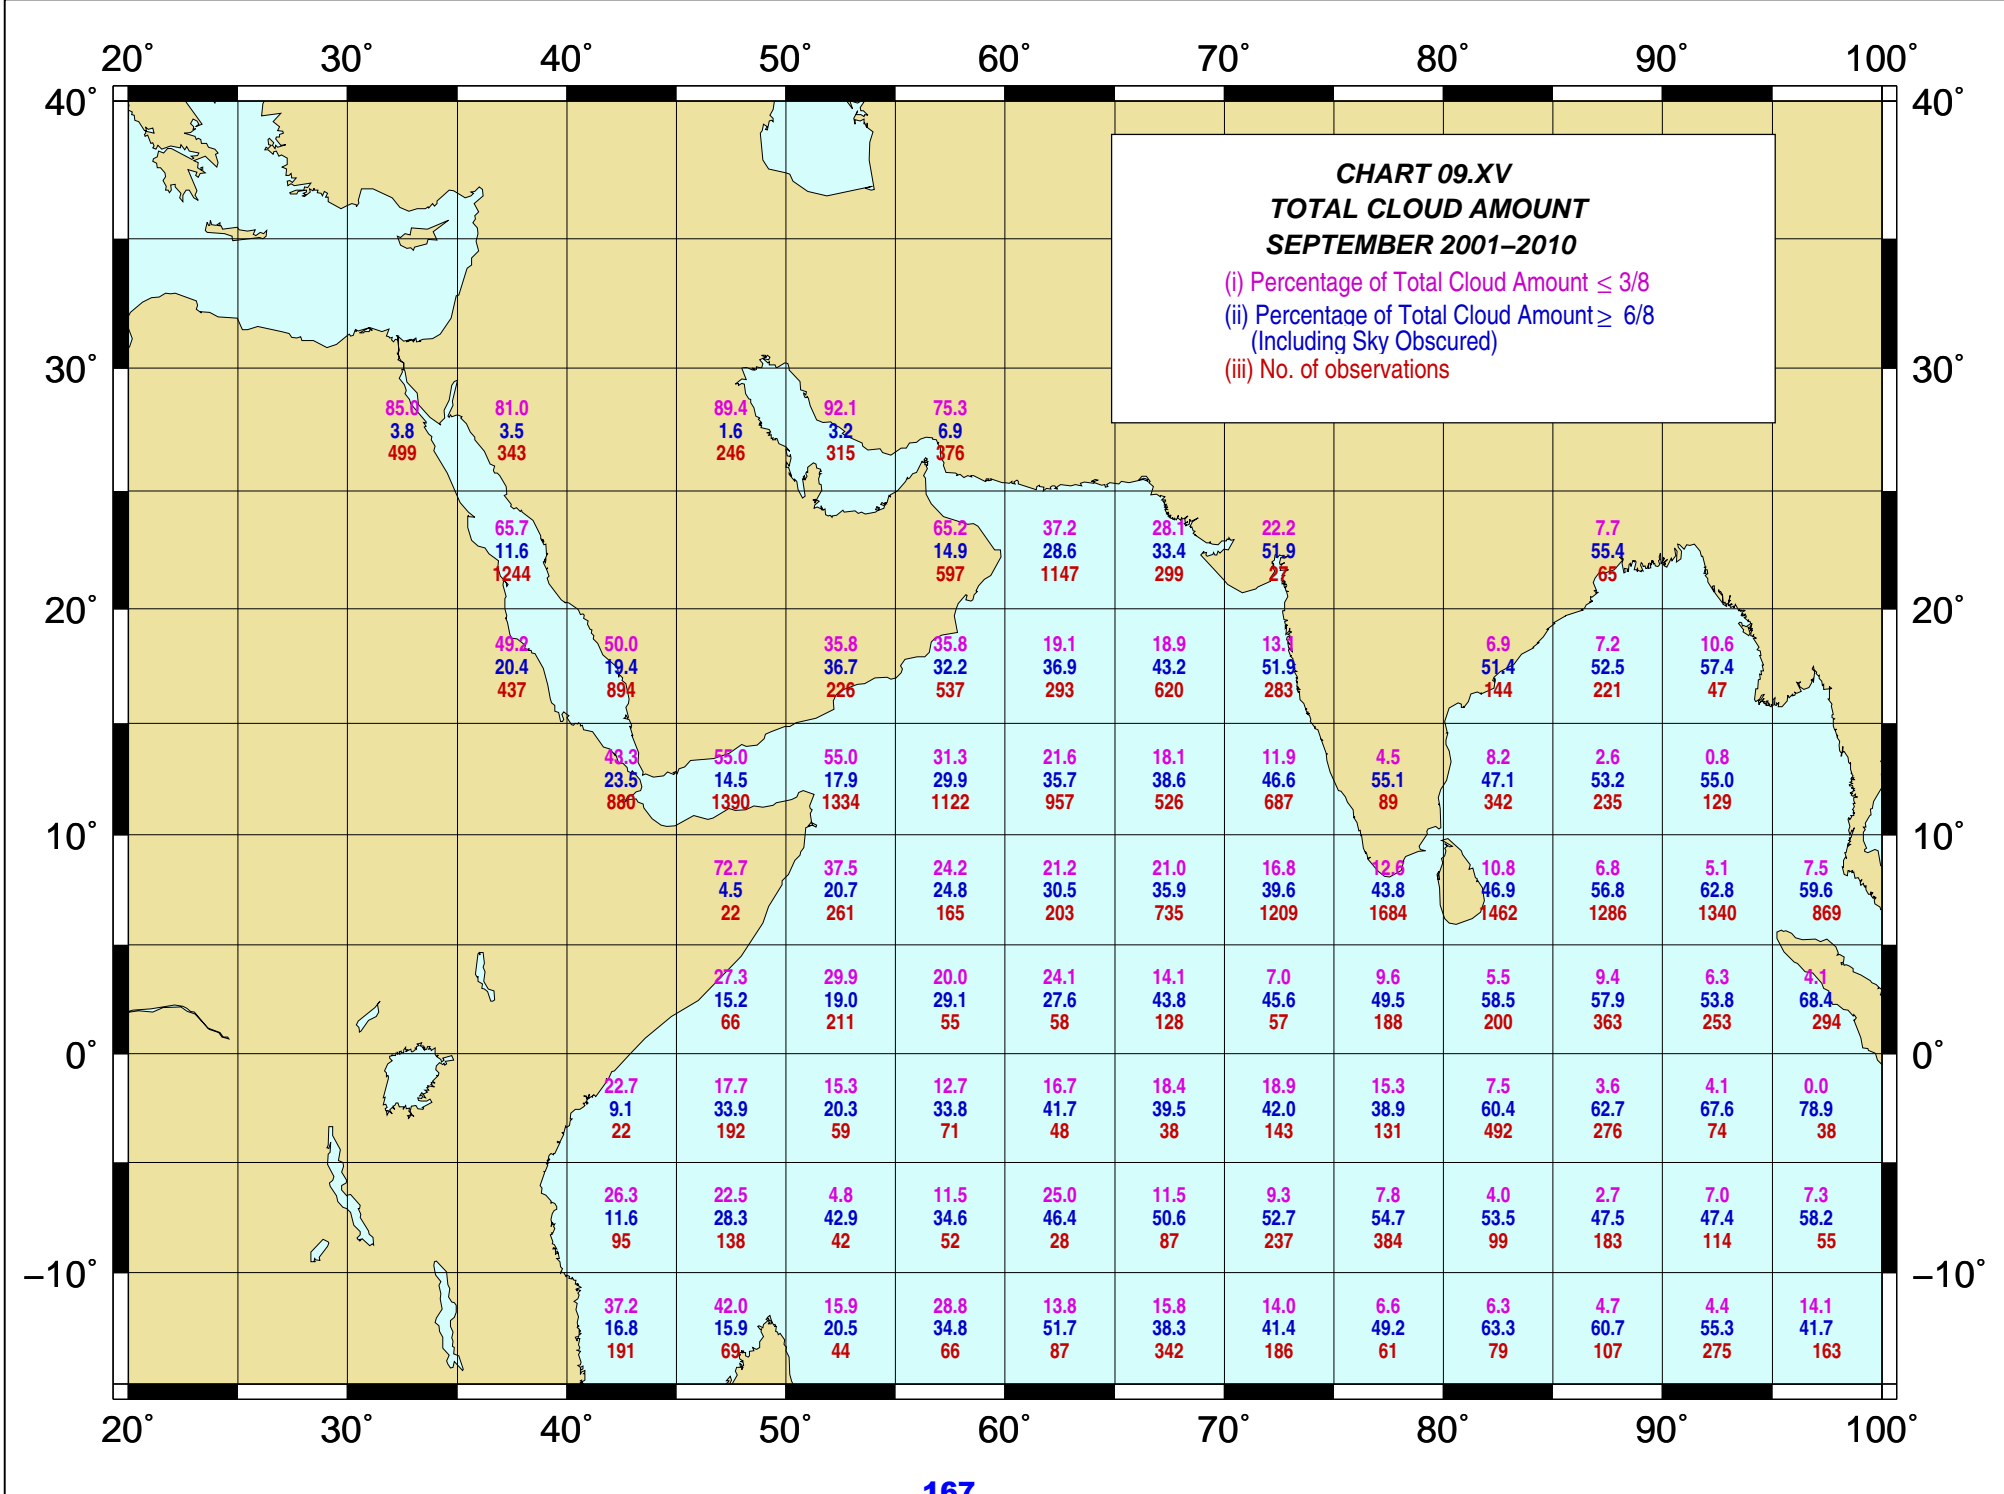 20° 30° 40° 50° 60° 70° 80° 90° 100°
40° 40°
CHART 09.XV
TOTAL CLOUD AMOUNT
SEPTEMBER 2001–2010
(i) Percentage of Total Cloud Amount ≤ 3/8
(ii) Percentage of Total Cloud Amount ≥ 6/8
(Including Sky Obscured)
(iii) No. of observations
30° 30°
85.0 81.0 89.4 92.1 75.3
3.8 3.5 1.6 3.2 6.9
499 343 246 315 376
65.7 65.2 37.2 28.1 22.2 7.7
11.6 14.9 28.6 33.4 51.9 55.4
1244 597 1147 299 27 65
20° 20°
49.2 50.0 35.8 35.8 19.1 18.9 13.1 6.9 7.2 10.6
20.4 19.4 36.7 32.2 36.9 43.2 51.9 51.4 52.5 57.4
437 894 226 537 293 620 283 144 221 47
43.3 55.0 55.0 31.3 21.6 18.1 11.9 4.5 8.2 2.6 0.8
23.5 14.5 17.9 29.9 35.7 38.6 46.6 55.1 47.1 53.2 55.0
880 1390 1334 1122 957 526 687 89 342 235 129
10° 10°
72.7 37.5 24.2 21.2 21.0 16.8 12.6 10.8 6.8 5.1 7.5
4.5 20.7 24.8 30.5 35.9 39.6 43.8 46.9 56.8 62.8 59.6
22 261 165 203 735 1209 1684 1462 1286 1340 869
27.3 29.9 20.0 24.1 14.1 7.0 9.6 5.5 9.4 6.3 4.1
15.2 19.0 29.1 27.6 43.8 45.6 49.5 58.5 57.9 53.8 68.4
66 211 55 58 128 57 188 200 363 253 294
0° 0°
22.7 17.7 15.3 12.7 16.7 18.4 18.9 15.3 7.5 3.6 4.1 0.0
9.1 33.9 20.3 33.8 41.7 39.5 42.0 38.9 60.4 62.7 67.6 78.9
22 192 59 71 48 38 143 131 492 276 74 38
26.3 22.5 4.8 11.5 25.0 11.5 9.3 7.8 4.0 2.7 7.0 7.3
11.6 28.3 42.9 34.6 46.4 50.6 52.7 54.7 53.5 47.5 47.4 58.2
95 138 42 52 28 87 237 384 99 183 114 55
–10° –10°
37.2 42.0 15.9 28.8 13.8 15.8 14.0 6.6 6.3 4.7 4.4 14.1
16.8 15.9 20.5 34.8 51.7 38.3 41.4 49.2 63.3 60.7 55.3 41.7
191 69 44 66 87 342 186 61 79 107 275 163
20° 30° 40° 50° 60° 70° 80° 90° 100°
167